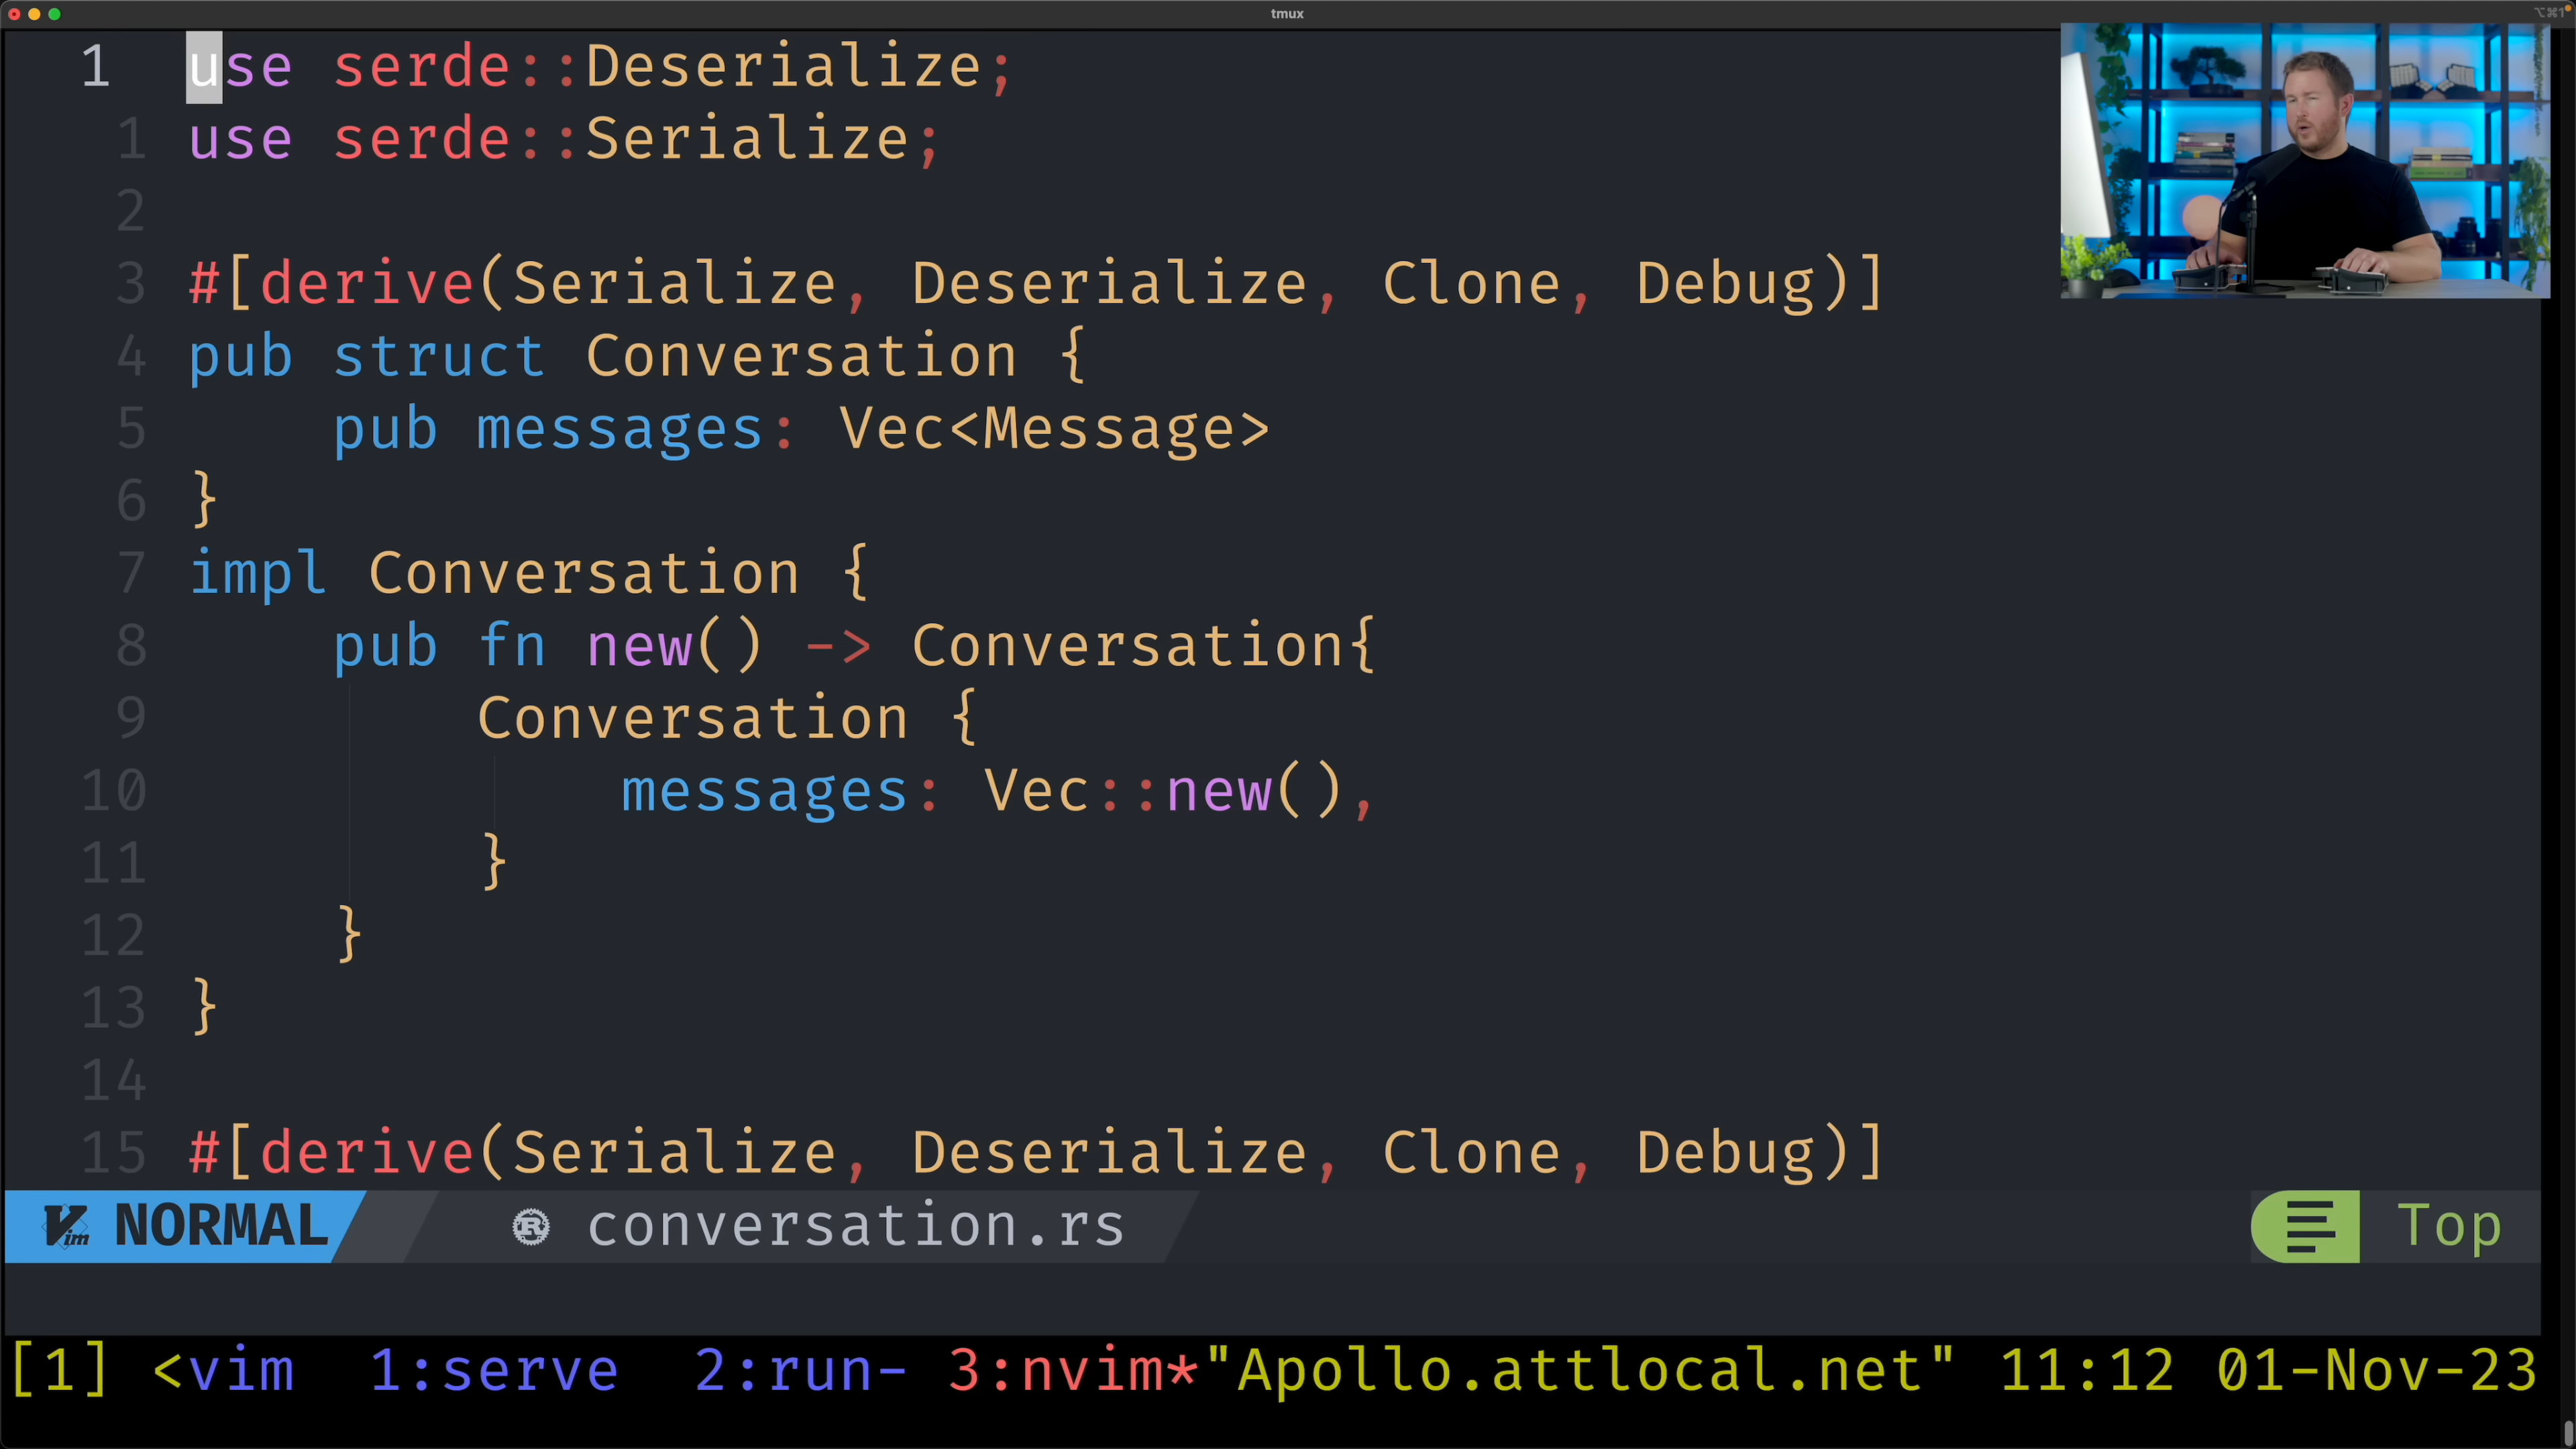 tmux
⌥⌘1
1 use serde::Deserialize;
1 use serde::Serialize;
2
3 #[derive(Serialize, Deserialize, Clone, Debug)]
4 pub struct Conversation {
5     pub messages: Vec<Message>
6 }
7 impl Conversation {
8     pub fn new() -> Conversation{
9         Conversation {
10             messages: Vec::new(),
11         }
12     }
13 }
14
15 #[derive(Serialize, Deserialize, Clone, Debug)]
Vim NORMAL conversation.rs Top
[1] <vim  1:serve  2:run- 3:nvim*"Apollo.attlocal.net" 11:12 01-Nov-23